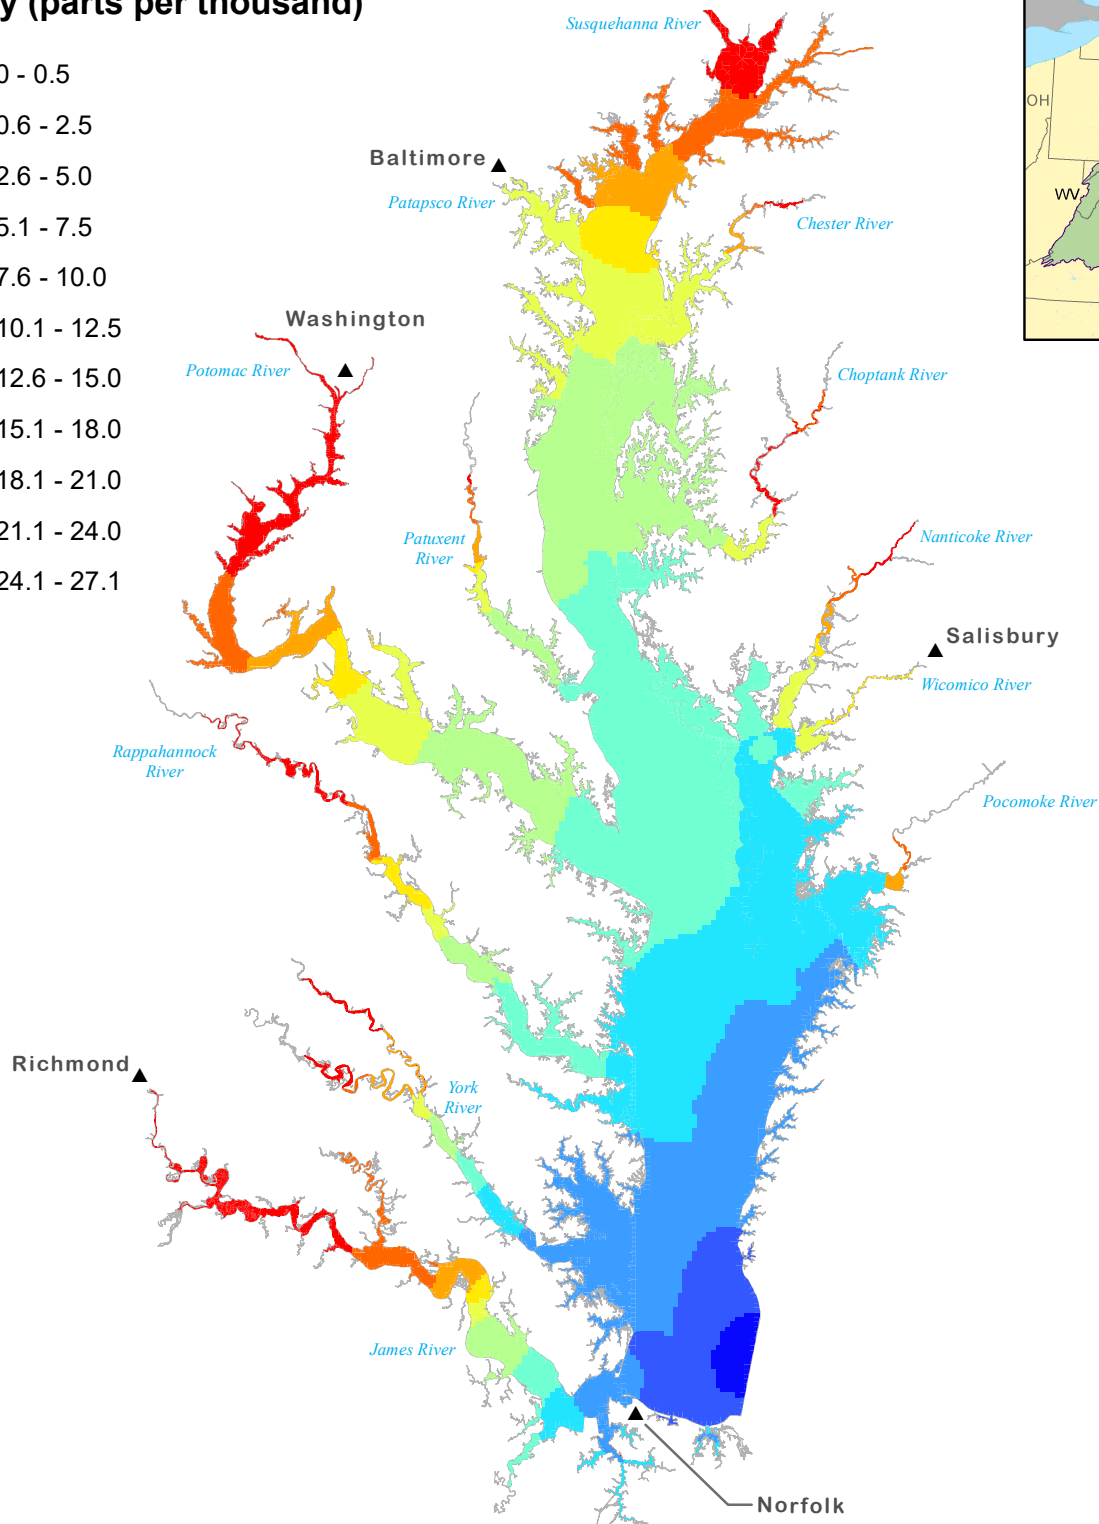 y (parts per thousand)
0 - 0.5
0.6 - 2.5
2.6 - 5.0
5.1 - 7.5
7.6 - 10.0
10.1 - 12.5
12.6 - 15.0
15.1 - 18.0
18.1 - 21.0
21.1 - 24.0
24.1 - 27.1
Susquehanna River
OH
WV
Baltimore
Patapsco River
Chester River
Washington
Potomac River
Choptank River
Patuxent
River
Nanticoke River
Salisbury
Wicomico River
Rappahannock
River
Pocomoke River
Richmond
York
River
James River
Norfolk